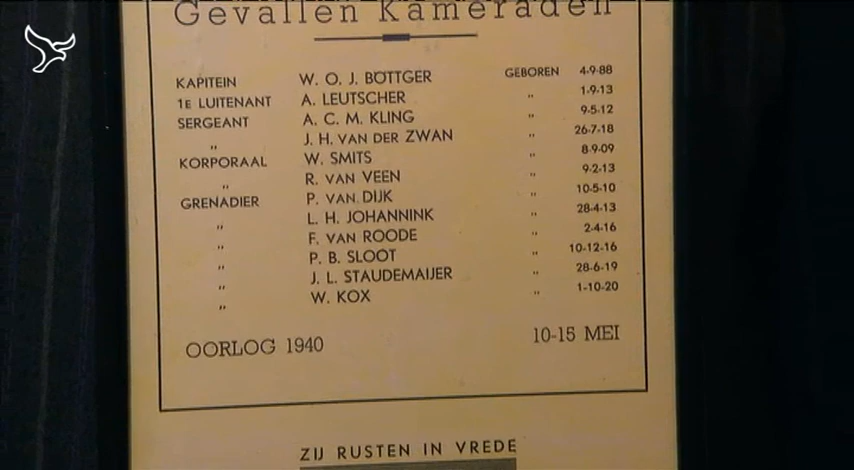 Gevallen Kameraden
KAPITEIN W. O. J. BÖTTGER GEBOREN 4-9-88
1E LUITENANT A. LEUTSCHER " 1-9-13
SERGEANT A. C. M. KLING " 9-5-12
" J. H. VAN DER ZWAN " 26-7-18
KORPORAAL W. SMITS " 8-9-09
" R. VAN VEEN " 9-2-13
GRENADIER P. VAN DIJK " 10-5-10
" L. H. JOHANNINK " 28-4-13
" F. VAN ROODE " 2-4-16
" P. B. SLOOT " 10-12-16
" J. L. STAUDEMAIJER " 28-6-19
" W. KOX " 1-10-20
OORLOG 1940 10-15 MEI
ZIJ RUSTEN IN VREDE